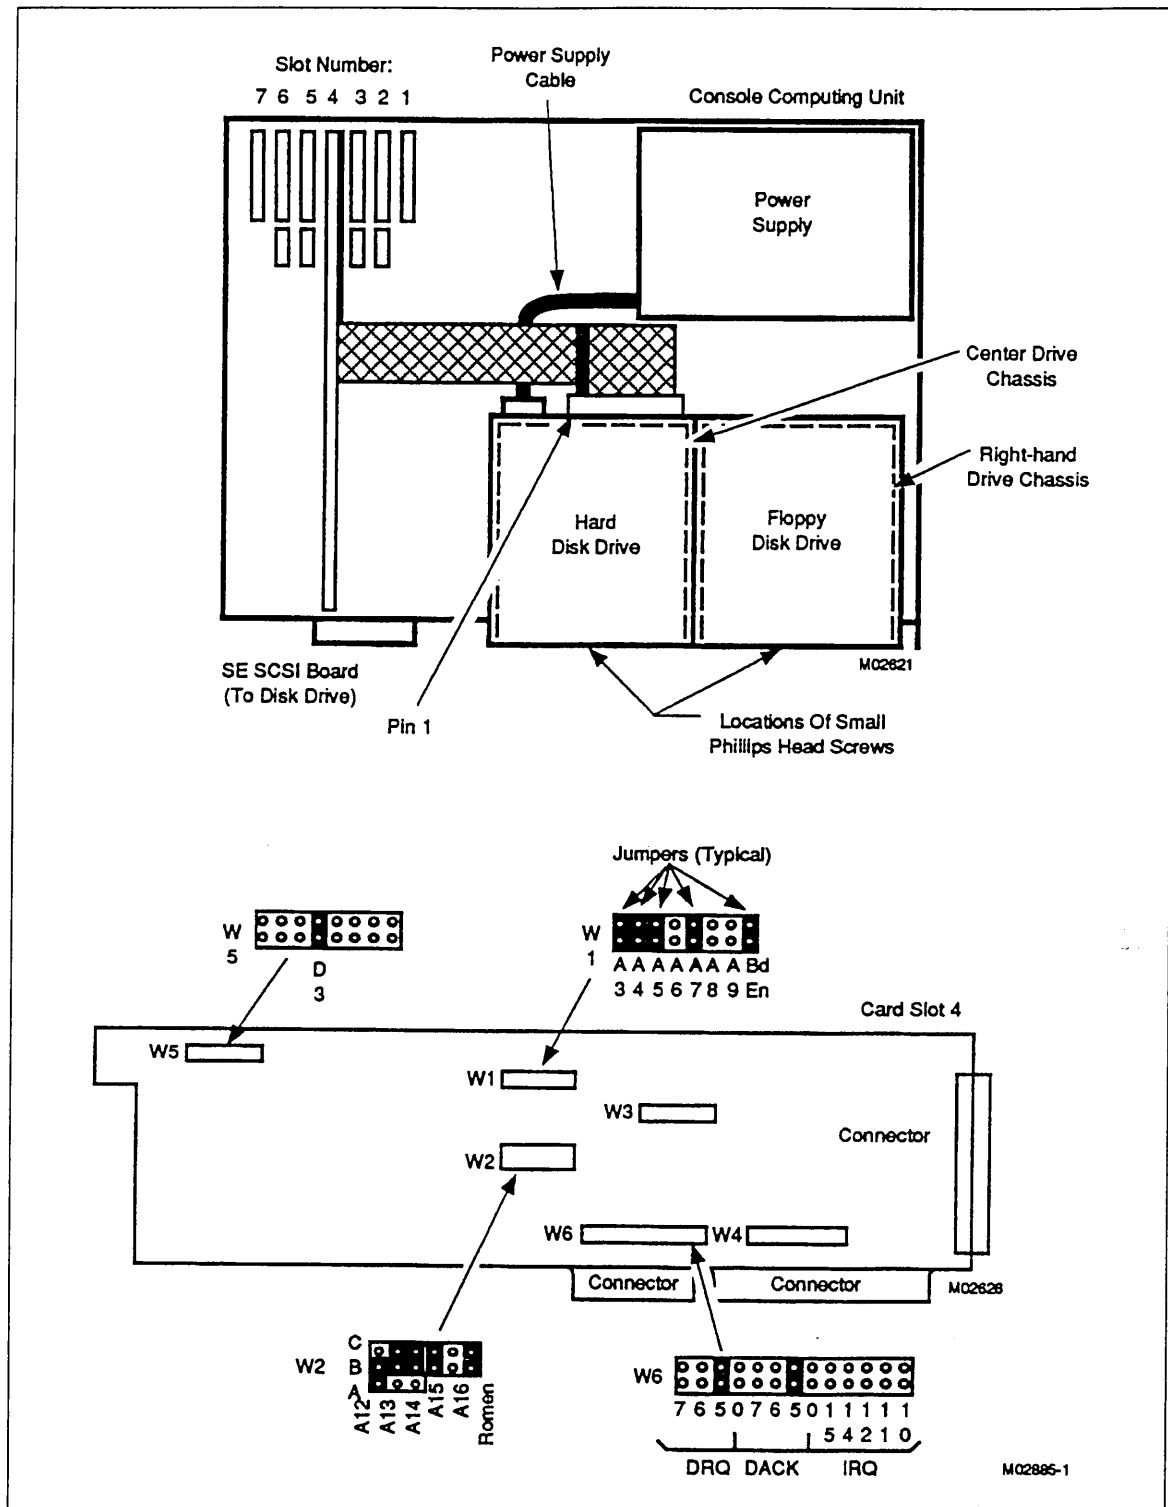 Slot Number:
7 6 5 4 3 2 1
Power Supply
Cable
Console Computing Unit
Power
Supply
Center Drive
Chassis
Right-hand
Drive Chassis
Hard
Disk Drive
Floppy
Disk Drive
M02621
SE SCSI Board
(To Disk Drive)
Pin 1
Locations Of Small
Phillips Head Screws
Jumpers (Typical)
W
5
D
3
W
1
A A A A A A A Bd
3 4 5 6 7 8 9 En
Card Slot 4
W5
W1
W3
Connector
W2
W6
W4
Connector
Connector
M02626
W2
C
B
A
A12
A13
A14
A15
A16
Romen
W6
7 6 5 0 7 6 5 0 1 1 1 1 1
5 4 2 1 0
DRQ DACK IRQ
M02885-1